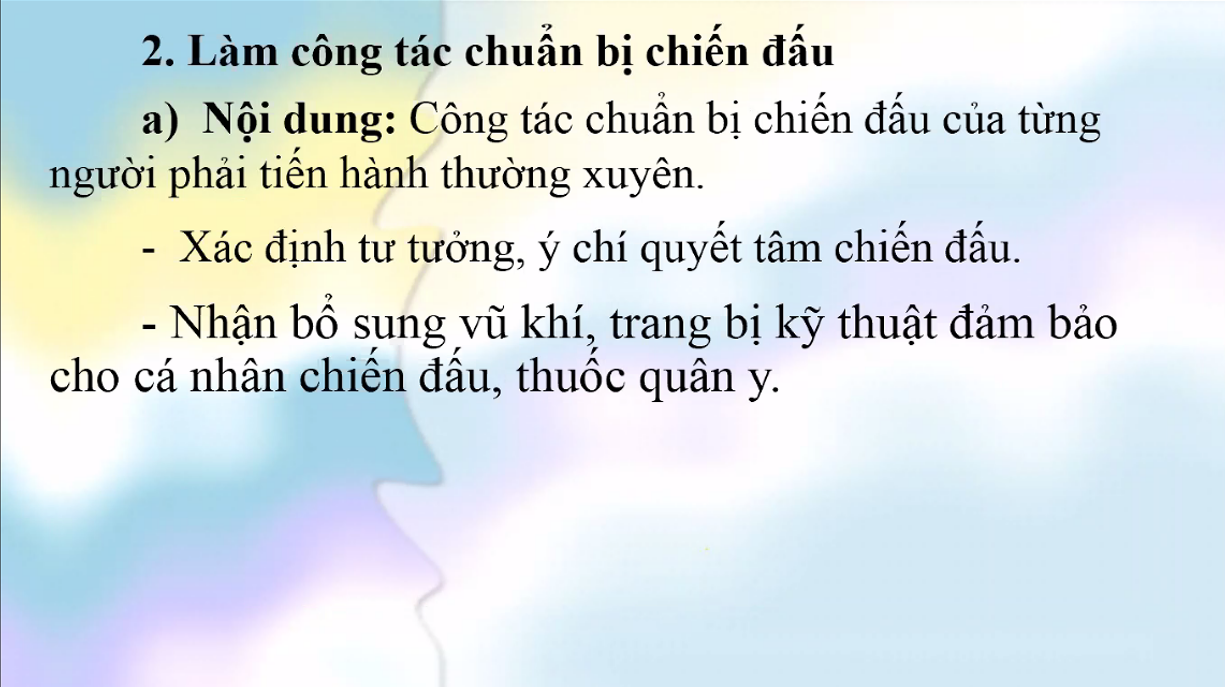 2. Làm công tác chuẩn bị chiến đấu
a) Nội dung: Công tác chuẩn bị chiến đấu của từng
người phải tiến hành thường xuyên.
- Xác định tư tưởng, ý chí quyết tâm chiến đấu.
- Nhận bổ sung vũ khí, trang bị kỹ thuật đảm bảo
cho cá nhân chiến đấu, thuốc quân y.